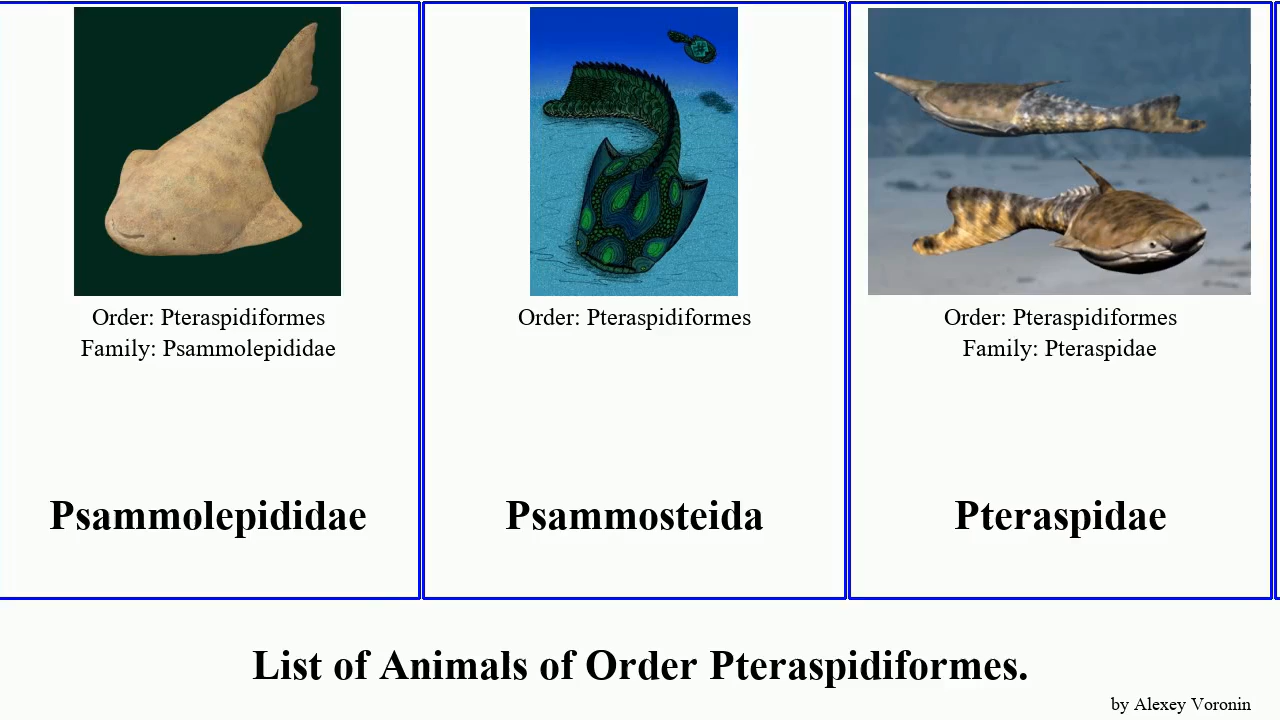 Order: Pteraspidiformes
Family: Psammolepididae
Psammolepididae
Order: Pteraspidiformes
Psammosteida
Order: Pteraspidiformes
Family: Pteraspidae
Pteraspidae
List of Animals of Order Pteraspidiformes.
by Alexey Voronin